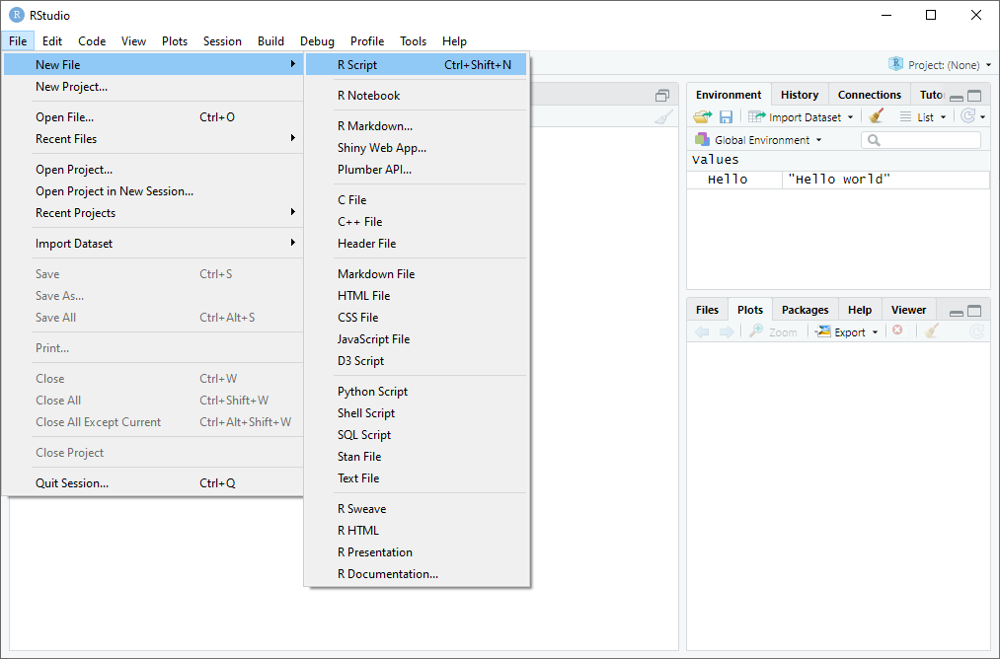 R RStudio
File Edit Code View Plots Session Build Debug Profile Tools Help
New File
New Project...
Open File... Ctrl+O
Recent Files
Open Project...
Open Project in New Session...
Recent Projects
Import Dataset
Save Ctrl+S
Save As...
Save All Ctrl+Alt+S
Print...
Close Ctrl+W
Close All Ctrl+Shift+W
Close All Except Current Ctrl+Alt+Shift+W
Close Project
Quit Session... Ctrl+Q
R Script Ctrl+Shift+N
R Notebook
R Markdown...
Shiny Web App...
Plumber API...
C File
C++ File
Header File
Markdown File
HTML File
CSS File
JavaScript File
D3 Script
Python Script
Shell Script
SQL Script
Stan File
Text File
R Sweave
R HTML
R Presentation
R Documentation...
R Project: (None)
Environment History Connections Tuto
Import Dataset List
Global Environment
Values
Hello "Hello world"
Files Plots Packages Help Viewer
Zoom Export